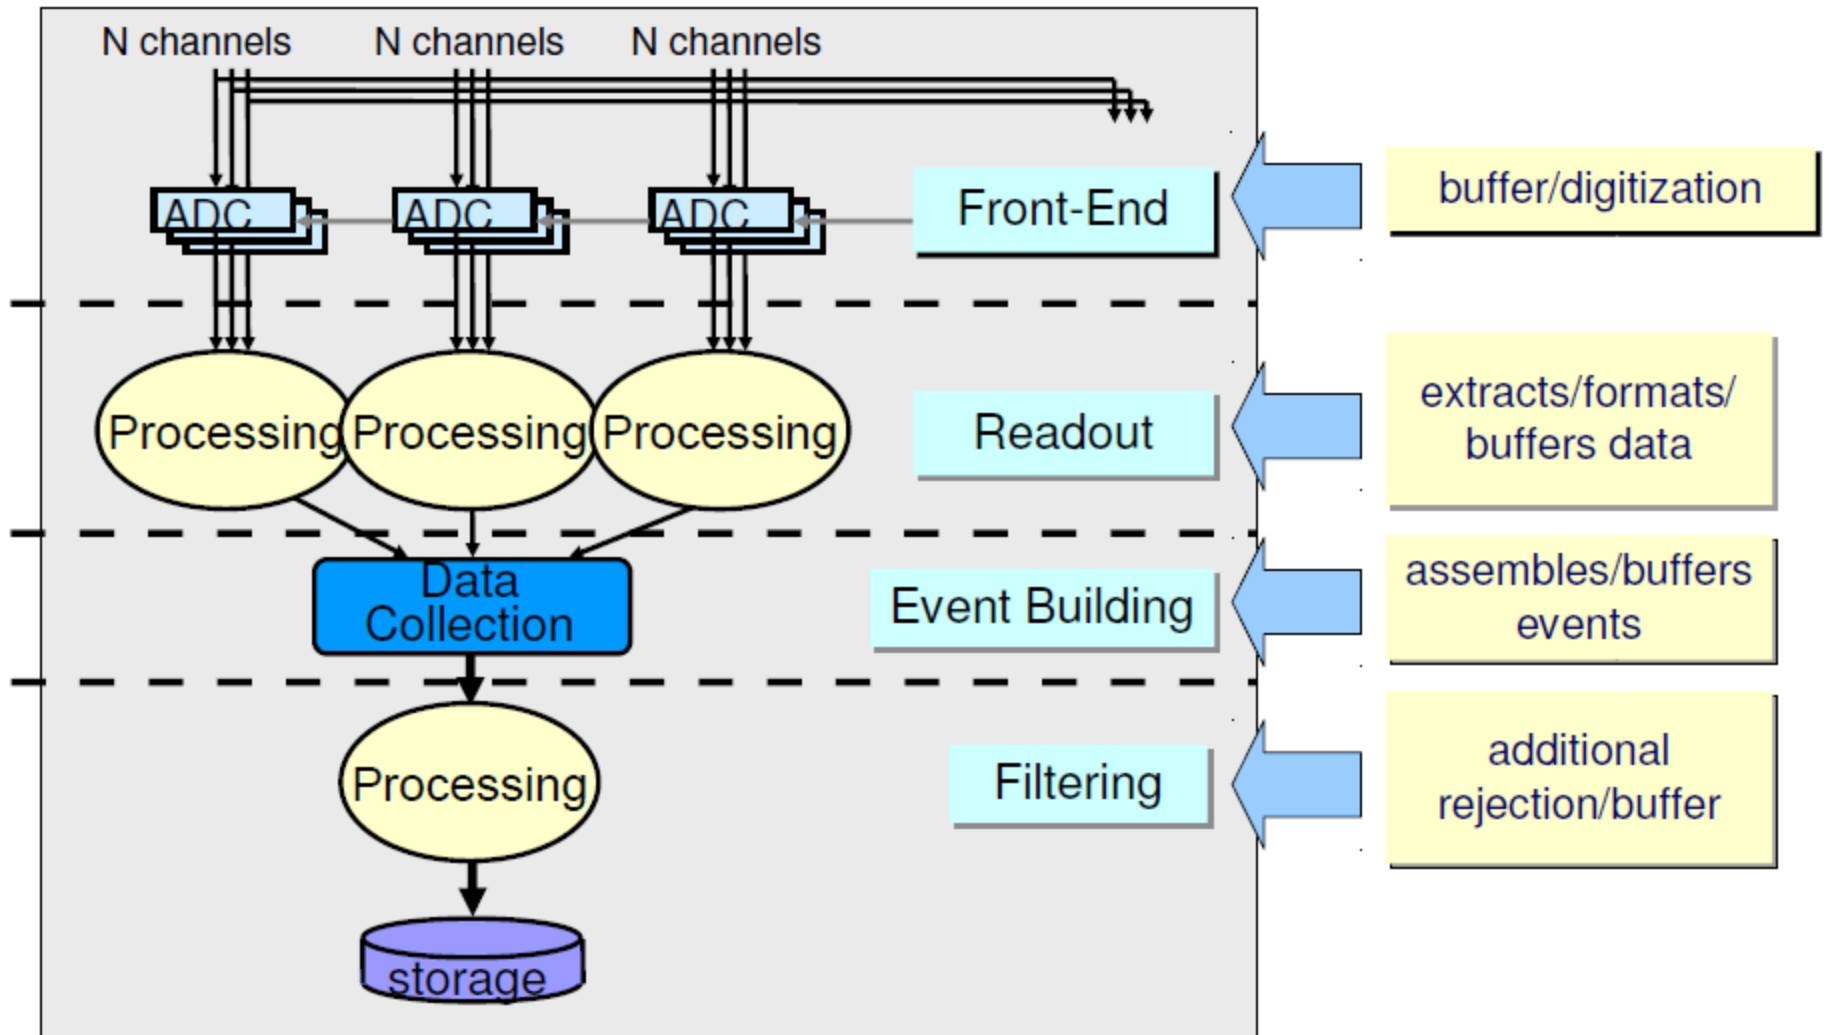 N channels N channels N channels
ADC ADC ADC Front-End buffer/digitization
Processing Processing Processing Readout extracts/formats/
buffers data
Data
Collection
Event Building
assembles/buffers
events
Processing Filtering additional
rejection/buffer
storage